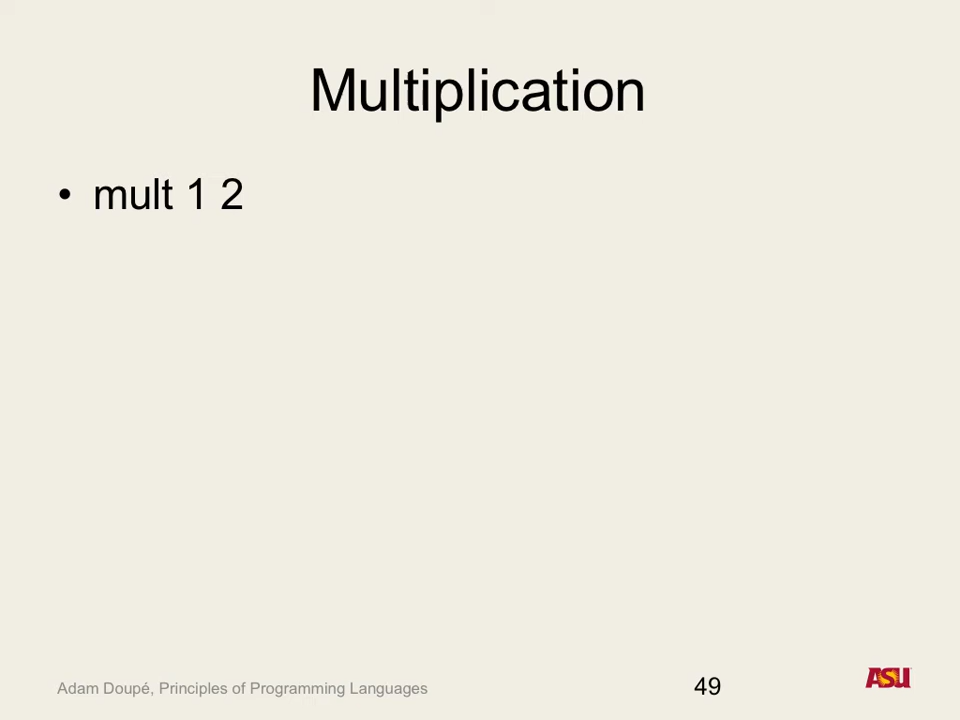 Multiplication
• mult 1 2
Adam Doupé, Principles of Programming Languages
49
ASU